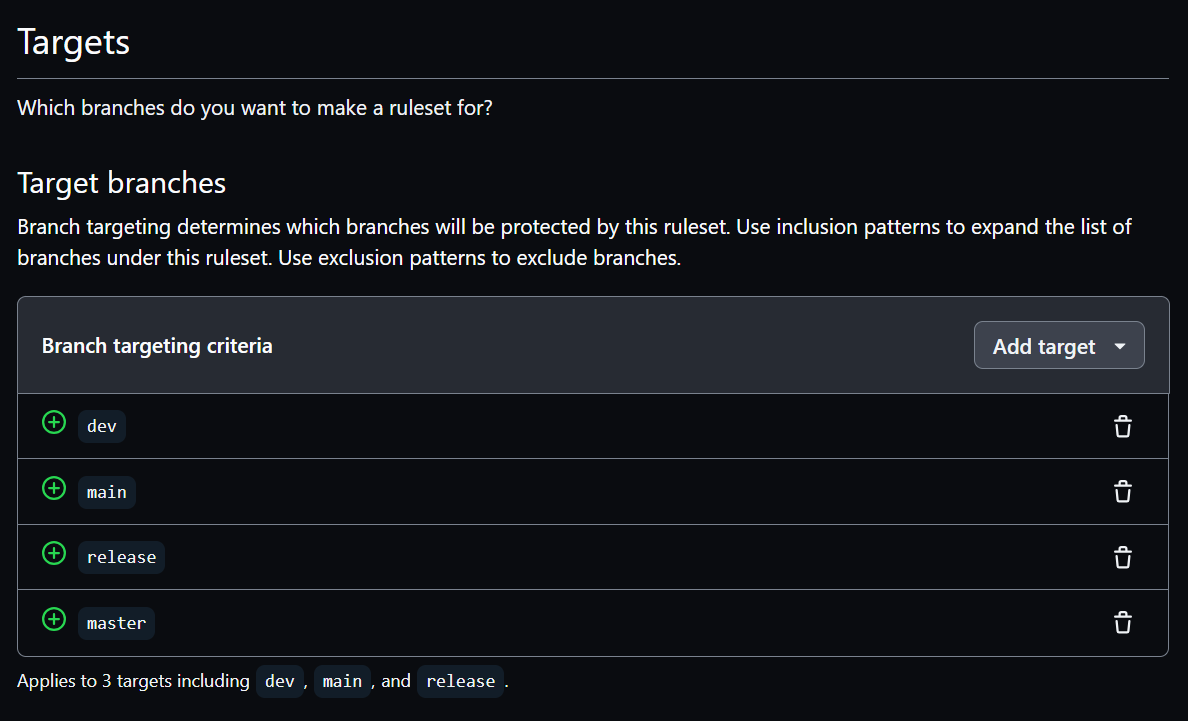 Targets
Which branches do you want to make a ruleset for?
Target branches
Branch targeting determines which branches will be protected by this ruleset. Use inclusion patterns to expand the list of
branches under this ruleset. Use exclusion patterns to exclude branches.
Branch targeting criteria
Add target
dev
main
release
master
Applies to 3 targets including dev, main, and release.